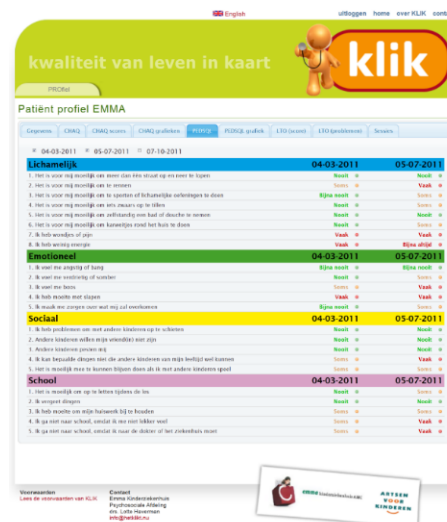 English
uitloggen home over KLIK cont
kwaliteit van leven in kaart
klik
PROfiel
Patiënt profiel EMMA
Gegevens CHAQ CHAQ scores CHAQ grafieken PEDSQL PEDSQL grafiek LTO (score) LTO (problemen) Sessies
04-03-2011 05-07-2011 07-10-2011
Lichamelijk 04-03-2011 05-07-2011
1. Het is voor mij moeilijk om meer dan één straat op en neer te lopen Nooit Nooit
2. Het is voor mij moeilijk om te rennen Soms Vaak
3. Het is voor mij moeilijk om te sporten of lichamelijke oefeningen te doen Bijna nooit Soms
4. Het is voor mij moeilijk om iets zwaars op te tillen Nooit Soms
5. Het is voor mij moeilijk om zelfstandig een bad of douche te nemen Nooit Nooit
6. Het is voor mij moeilijk om karweitjes rond het huis te doen Nooit Soms
7. Ik heb wondjes of pijn Vaak Vaak
8. Ik heb weinig energie Vaak Bijna altijd
Emotioneel 04-03-2011 05-07-2011
1. Ik voel me angstig of bang Bijna nooit Bijna nooit
2. Ik voel me verdrietig of somber Nooit Soms
3. Ik voel me boos Soms Vaak
4. Ik heb moeite met slapen Vaak Vaak
5. Ik maak me zorgen over wat mij zal overkomen Bijna nooit Soms
Sociaal 04-03-2011 05-07-2011
1. Ik heb problemen om met andere kinderen op te schieten Nooit Nooit
2. Andere kinderen willen mijn vriend(in) niet zijn Nooit Nooit
3. Andere kinderen pesten mij Nooit Nooit
4. Ik kan bepaalde dingen niet die andere kinderen van mijn leeftijd wel kunnen Soms Soms
5. Het is moeilijk mee te kunnen blijven doen als ik met andere kinderen speel Soms Soms
School 04-03-2011 05-07-2011
1. Het is moeilijk om op te letten tijdens de les Nooit Soms
2. Ik vergeet dingen Nooit Nooit
3. Ik heb moeite om mijn huiswerk bij te houden Soms Soms
4. Ik ga niet naar school, omdat ik me niet lekker voel Soms Vaak
5. Ik ga niet naar school, omdat ik naar de dokter of het ziekenhuis moet Soms Vaak
Voorwaarden
Lees de voorwaarden van KLIK
Contact
Emma Kinderziekenhuis
Psychosociale Afdeling
drs. Lotte Haverman
info@hetklikt.nu
emma kinderziekenhuis AMC
ARTSEN
VOOR
KINDEREN